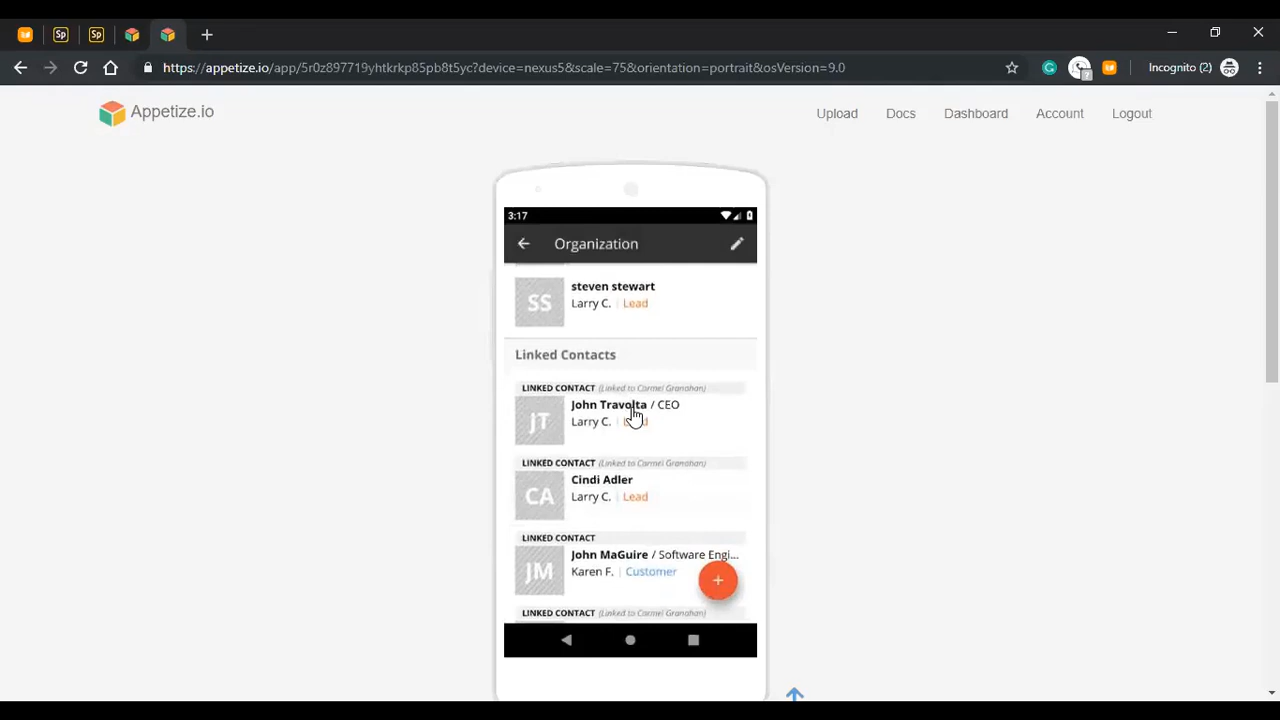 Sp
Sp
https://appetize.io/app/5r0z897719yhtkrkp85pb8t5yc?device=nexus5&scale=75&orientation=portrait&osVersion=9.0
?
Incognito (2)
Appetize.io
Upload
Docs
Dashboard
Account
Logout
3:17
Organization
SS
steven stewart
Larry C. | Lead
Linked Contacts
LINKED CONTACT (Linked to Carmel Granahan)
JT
John Travolta / CEO
Larry C.
LINKED CONTACT (Linked to Carmel Granahan)
CA
Cindi Adler
Larry C. | Lead
LINKED CONTACT
JM
John MaGuire / Software Engi...
Karen F. | Customer
LINKED CONTACT (Linked to Carmel Granahan)